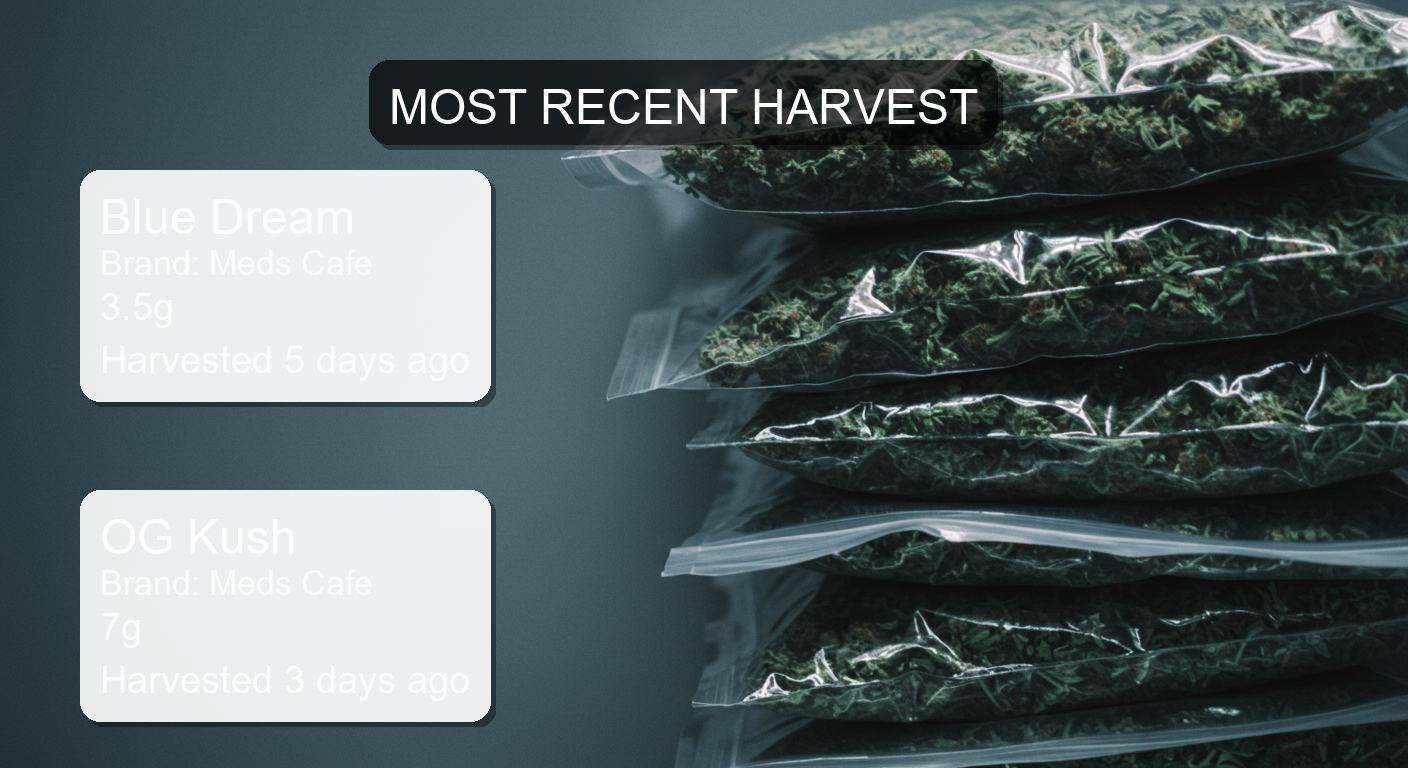 MOST RECENT HARVEST
Blue Dream
Brand: Meds Cafe
3.5g
Harvested 5 days ago
OG Kush
Brand: Meds Cafe
7g
Harvested 3 days ago